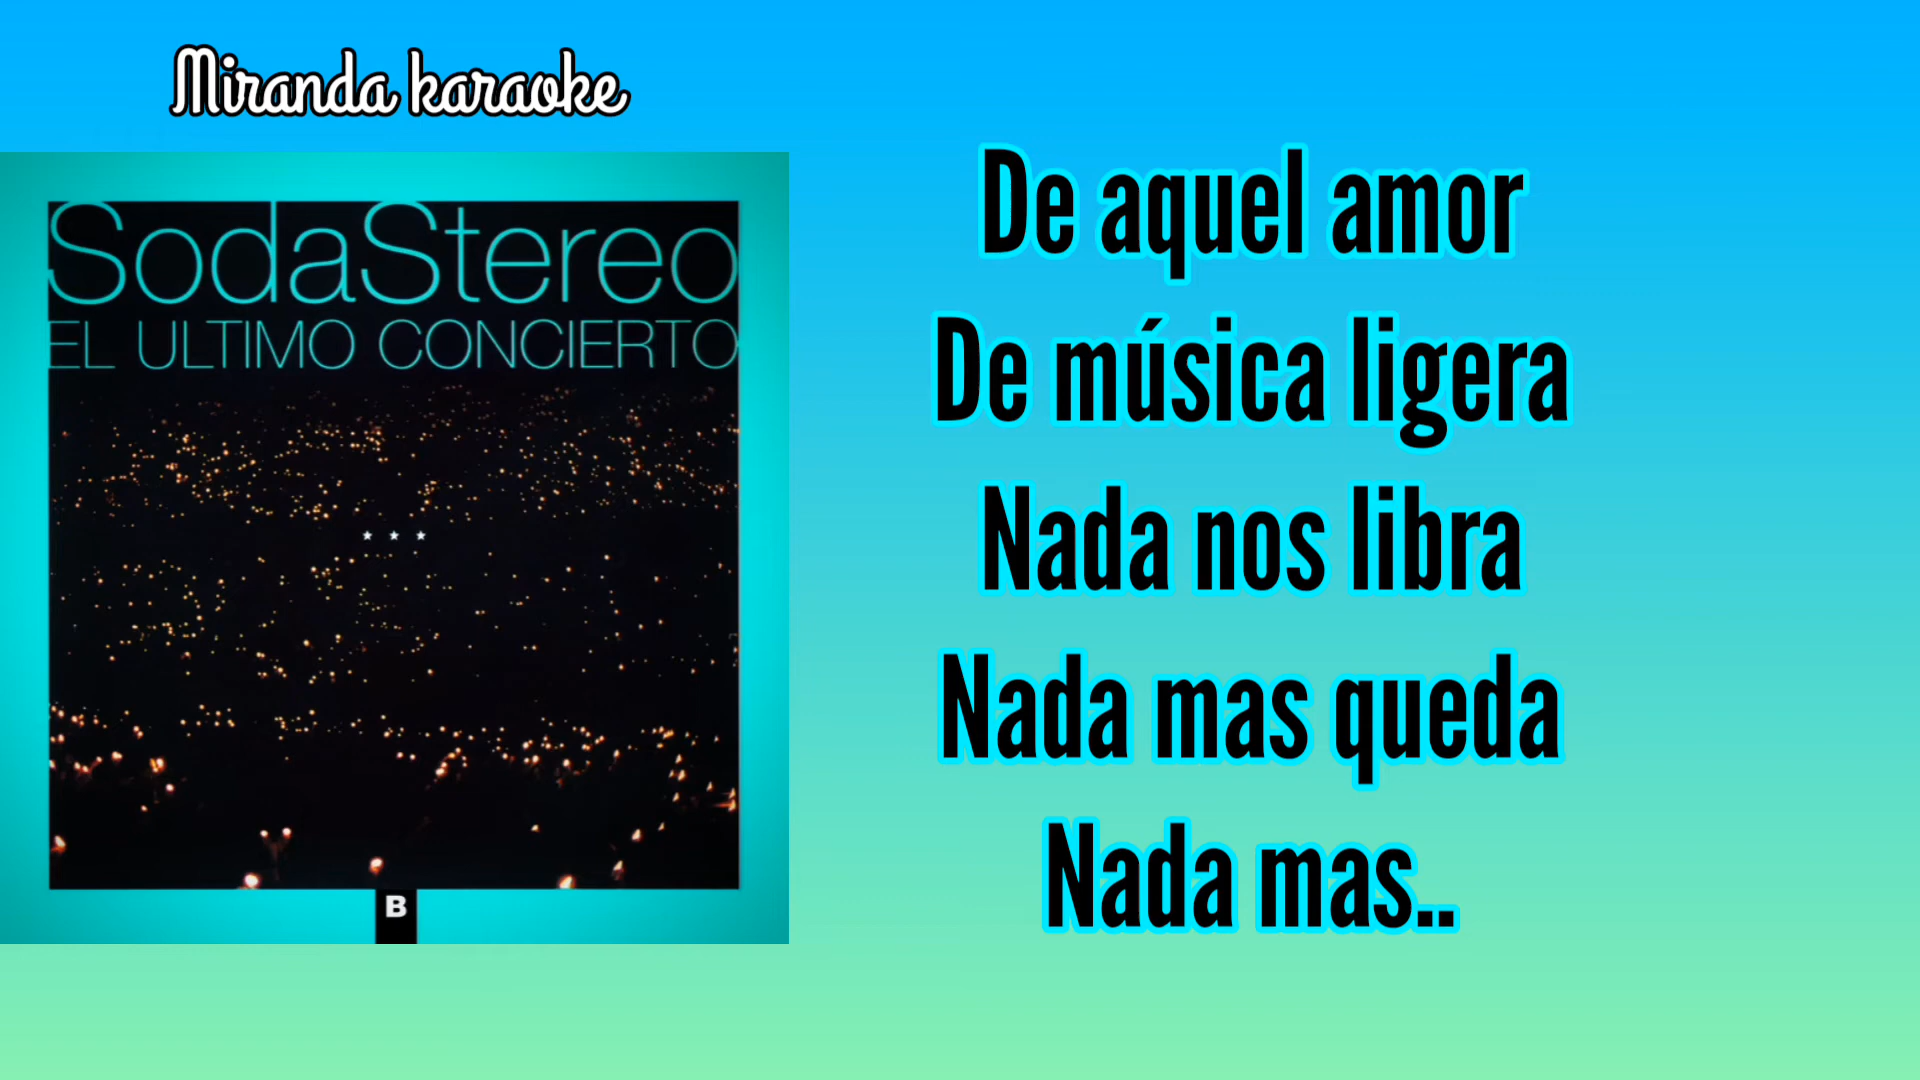 Miranda karaoke
SodaStereo
EL ULTIMO CONCIERTO
★ ★ ★
B
De aquel amor
De música ligera
Nada nos libra
Nada mas queda
Nada mas..